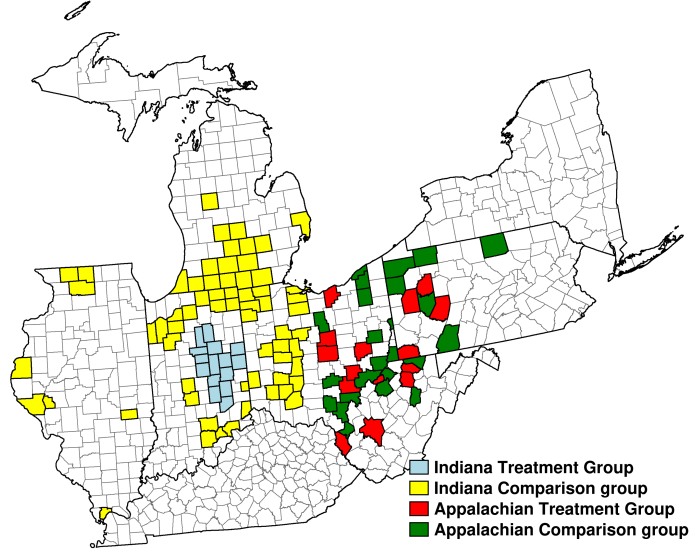 Indiana Treatment Group
Indiana Comparison group
Appalachian Treatment Group
Appalachian Comparison group